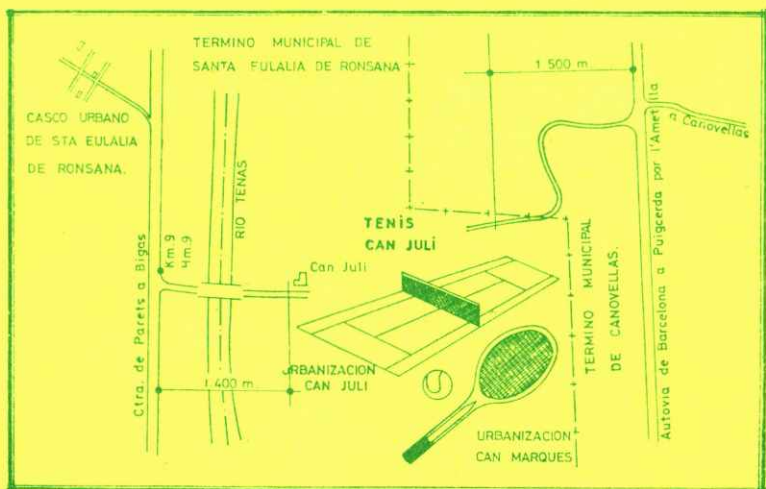 TERMINO MUNICIPAL DE
SANTA EULALIA DE RONSANA
1 500 m.
a Canovellas
CASCO URBANO
DE STA EULALIA
DE RONSANA.
RIO TENAS
TENIS
CAN JULÍ
Km.9
Hm.9
Can Julí
Ctra. de Parets a Bigas
TERMINO MUNICIPAL
DE CANOVELLAS.
Autovia de Barcelona a Puigcerda por l'Ametlla
URBANIZACION
CAN JULI
1.400 m.
URBANIZACION
CAN MARQUES